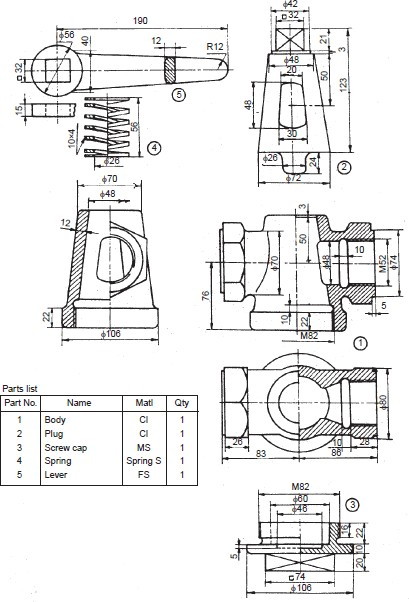 190
ϕ56
40
12
R12
□32
15
10×4
56
ϕ26
5
4
ϕ42
□32
21
3
ϕ48
50
123
20
48
30
ϕ26
24
ϕ72
2
ϕ70
ϕ48
12
22
ϕ106
3
50
10
ϕ70
ϕ48
M52
ϕ74
76
10
22
5
M82
1
Parts list
Part No. Name Matl Qty
1 Body CI 1
2 Plug CI 1
3 Screw cap MS 1
4 Spring Spring S 1
5 Lever FS 1
ϕ80
26
10
28
83
86
M82
ϕ60
3
ϕ46
16
22
5
10
20
□74
ϕ106